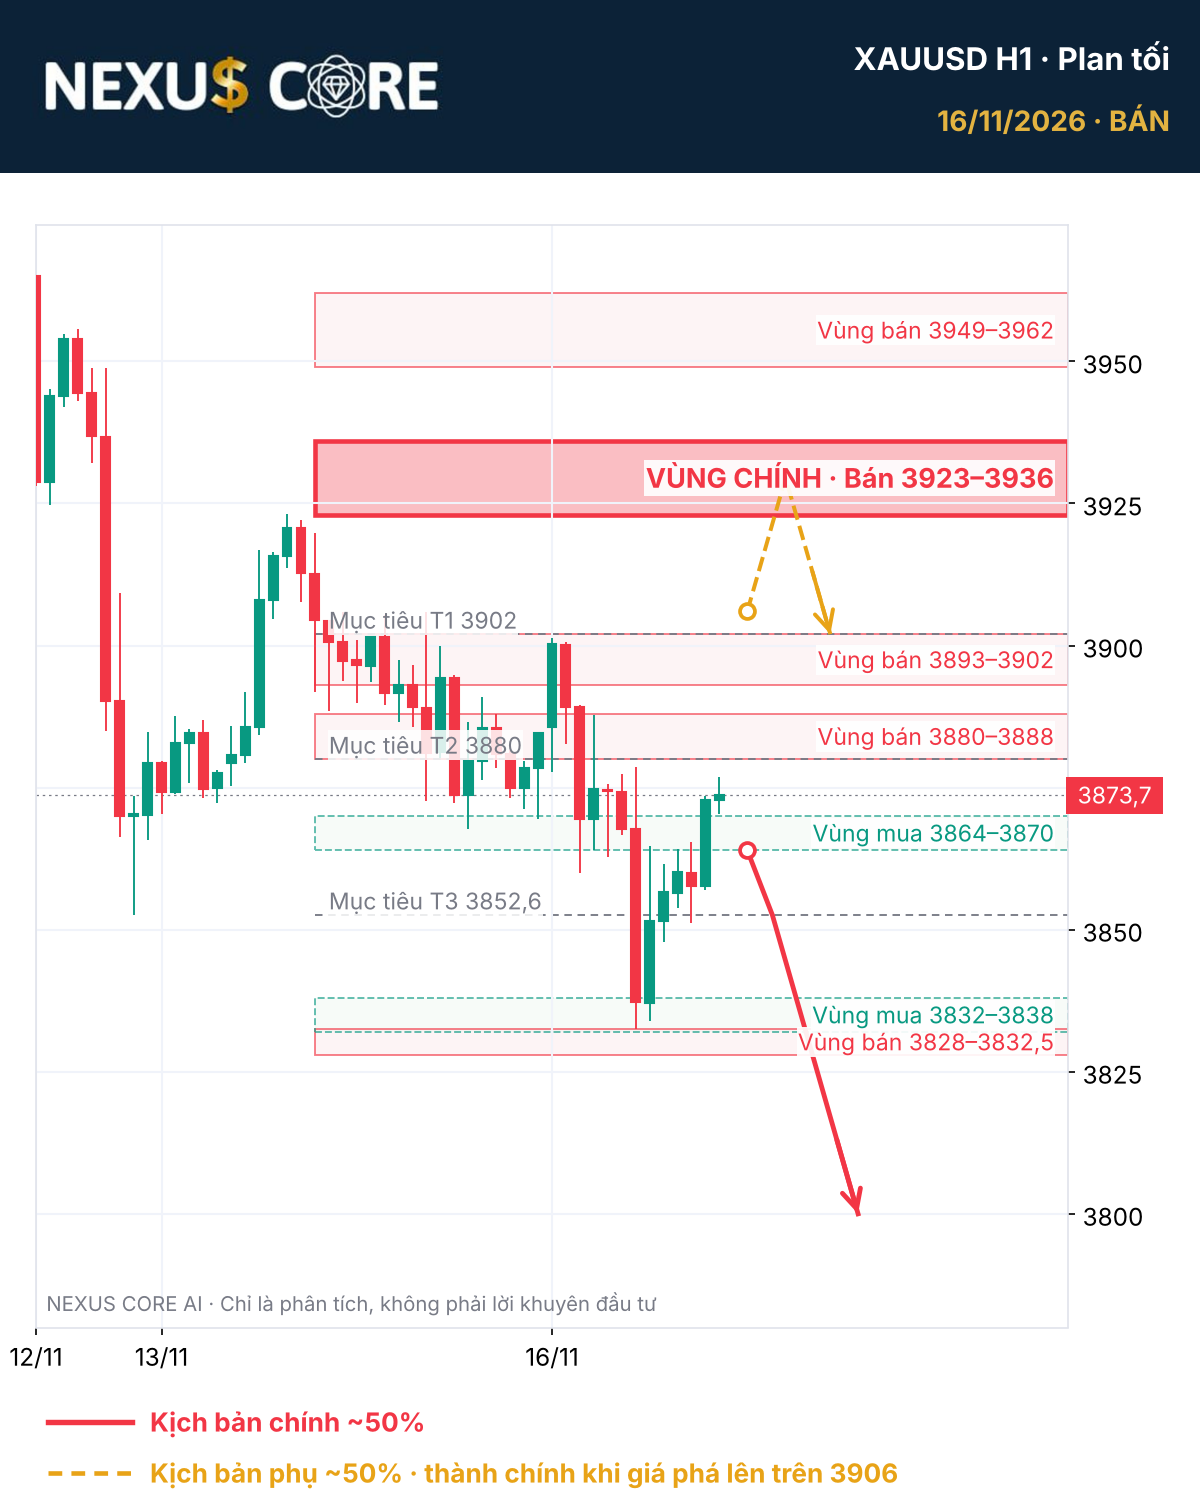 NEXU$ CORE
XAUUSD H1 · Plan tối
16/11/2026 · BÁN
Vùng bán 3949–3962
3950
VÙNG CHÍNH · Bán 3923–3936
3925
Mục tiêu T1 3902
3900
Vùng bán 3893–3902
Vùng bán 3880–3888
Mục tiêu T2 3880
3873,7
Vùng mua 3864–3870
Mục tiêu T3 3852,6
3850
Vùng mua 3832–3838
Vùng bán 3828–3832,5
3825
3800
NEXUS CORE AI · Chỉ là phân tích, không phải lời khuyên đầu tư
12/11
13/11
16/11
Kịch bản chính ~50%
Kịch bản phụ ~50% · thành chính khi giá phá lên trên 3906